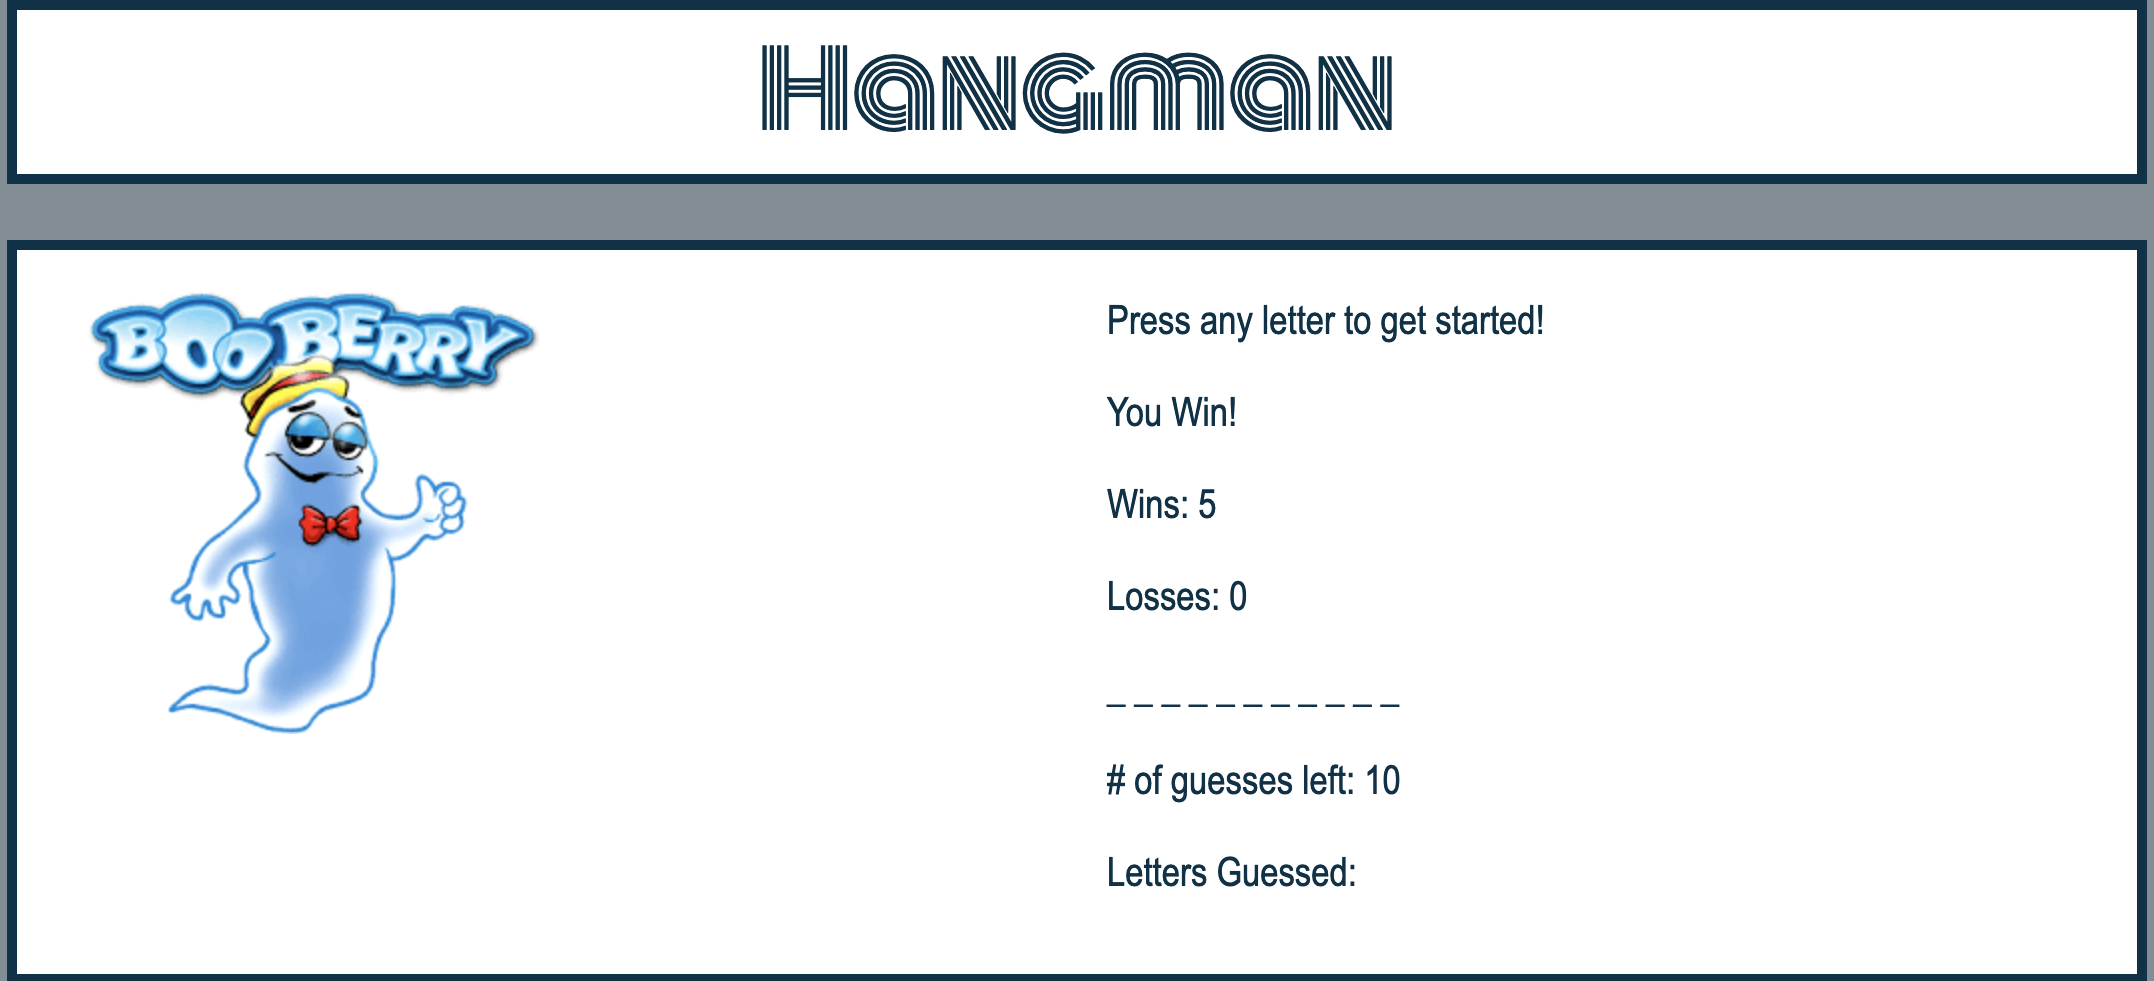 Hangman
BOO BERRY
Press any letter to get started!
You Win!
Wins: 5
Losses: 0
_ _ _ _ _ _ _ _ _ _ _
# of guesses left: 10
Letters Guessed: